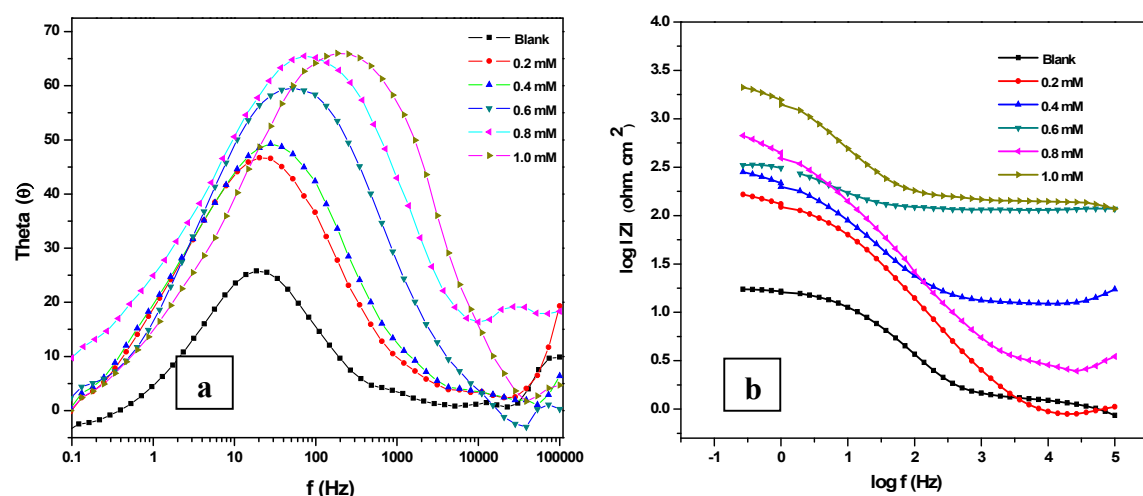 70
60
50
40
30
20
10
0
Theta (θ)
0.1
1
10
100
1000
10000
100000
f (Hz)
Blank
0.2 mM
0.4 mM
0.6 mM
0.8 mM
1.0 mM
a
4.0
3.5
3.0
2.5
2.0
1.5
1.0
0.5
0.0
log IZI (ohm. cm 2)
-1
0
1
2
3
4
5
log f (Hz)
Blank
0.2 mM
0.4 mM
0.6 mM
0.8 mM
1.0 mM
b